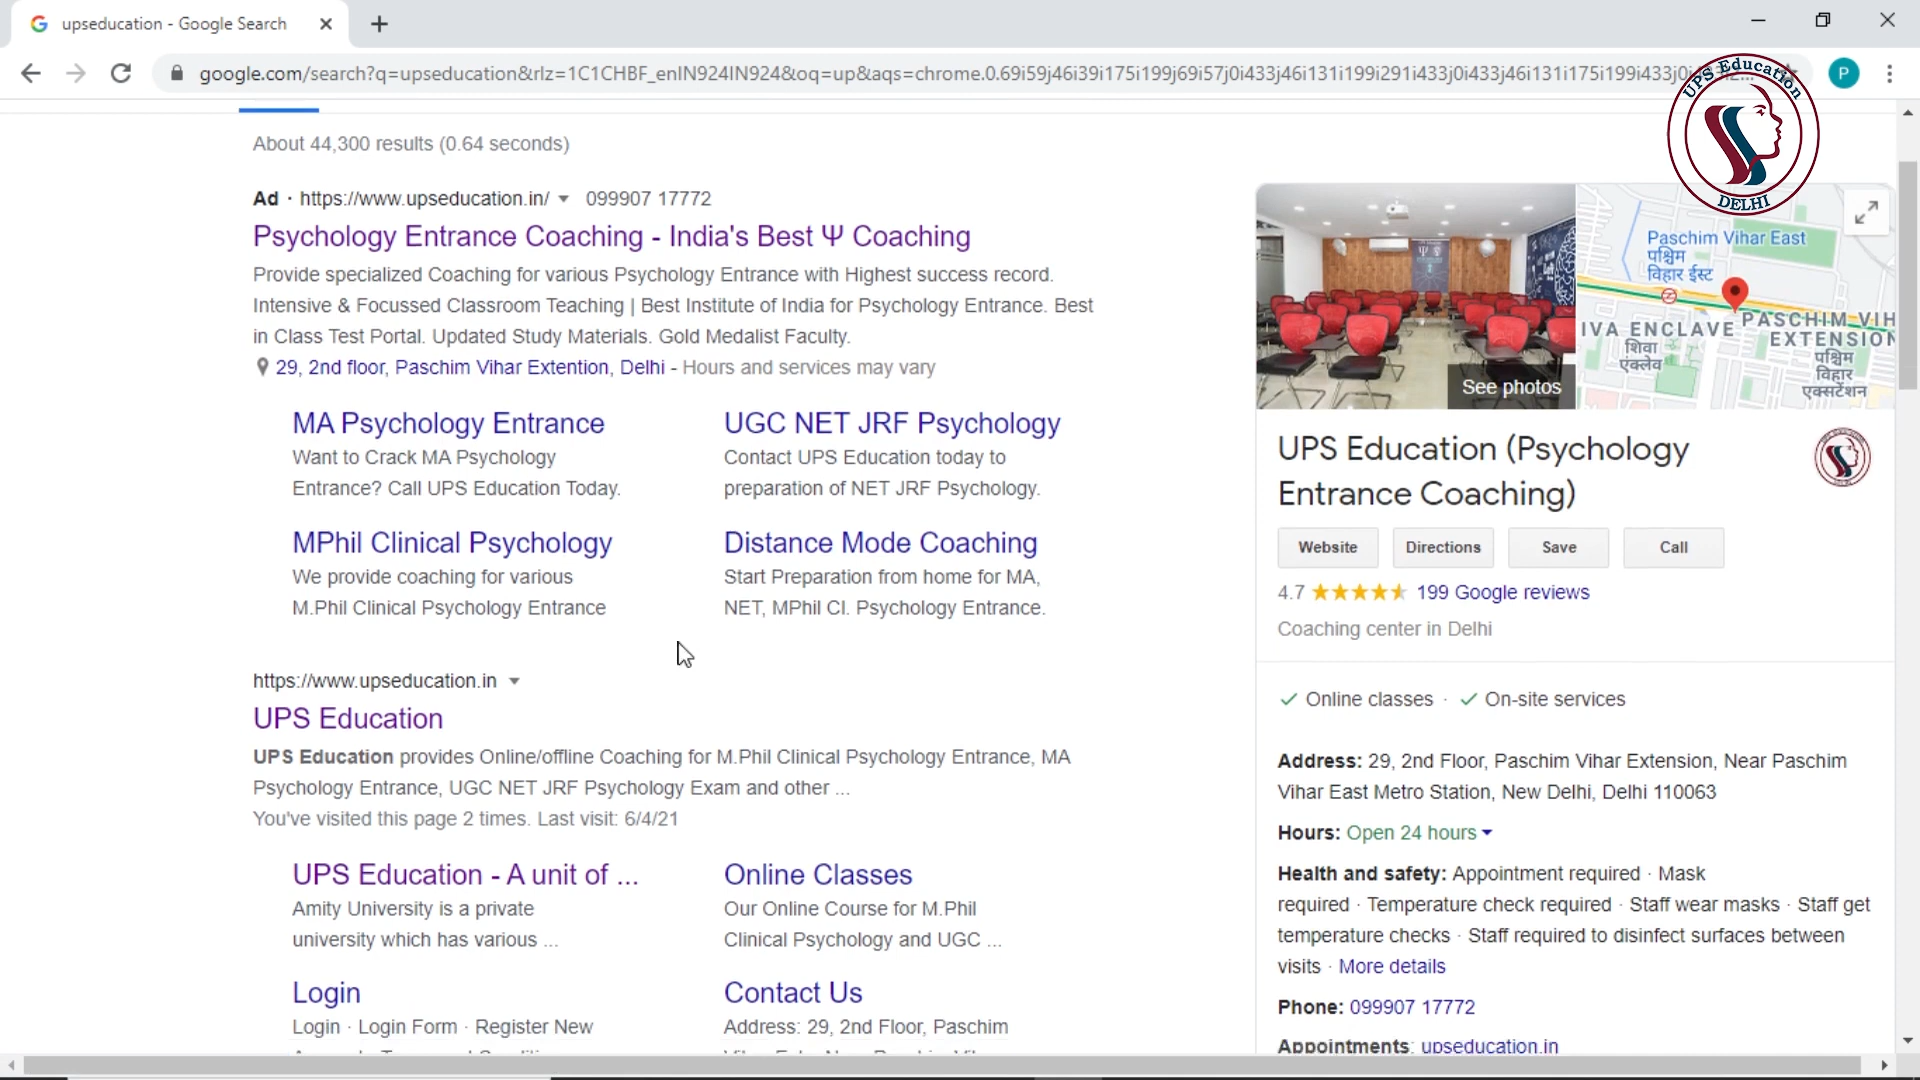 upseducation - Google Search
google.com/search?q=upseducation&rlz=1C1CHBF_enIN924IN924&oq=up&aqs=chrome.0.69i59j46i39i175i199j69i57j0i433j46i131i199i291i433j0i433j46i131i175i199i433j0
P
UPS Education
DELHI
About 44,300 results (0.64 seconds)
Ad · https://www.upseducation.in/ 099907 17772
Psychology Entrance Coaching - India's Best Ψ Coaching
Provide specialized Coaching for various Psychology Entrance with Highest success record.
Intensive & Focussed Classroom Teaching | Best Institute of India for Psychology Entrance. Best
in Class Test Portal. Updated Study Materials. Gold Medalist Faculty.
29, 2nd floor, Paschim Vihar Extention, Delhi - Hours and services may vary
MA Psychology Entrance
Want to Crack MA Psychology
Entrance? Call UPS Education Today.
UGC NET JRF Psychology
Contact UPS Education today to
preparation of NET JRF Psychology.
MPhil Clinical Psychology
We provide coaching for various
M.Phil Clinical Psychology Entrance
Distance Mode Coaching
Start Preparation from home for MA,
NET, MPhil Cl. Psychology Entrance.
https://www.upseducation.in
UPS Education
UPS Education provides Online/offline Coaching for M.Phil Clinical Psychology Entrance, MA
Psychology Entrance, UGC NET JRF Psychology Exam and other ...
You've visited this page 2 times. Last visit: 6/4/21
UPS Education - A unit of ...
Amity University is a private
university which has various ...
Online Classes
Our Online Course for M.Phil
Clinical Psychology and UGC ...
Login
Login · Login Form · Register New
Contact Us
Address: 29, 2nd Floor, Paschim
See photos
Paschim Vihar East
पश्चिम
विहार ईस्ट
IVA ENCLAVE
शिवा
एंक्लेव
PASCHIM VIH
EXTENSION
पश्चिम
विहार
एक्सटेंशन
UPS Education (Psychology
Entrance Coaching)
Website
Directions
Save
Call
4.7 199 Google reviews
Coaching center in Delhi
Online classes · On-site services
Address: 29, 2nd Floor, Paschim Vihar Extension, Near Paschim
Vihar East Metro Station, New Delhi, Delhi 110063
Hours: Open 24 hours
Health and safety: Appointment required · Mask
required · Temperature check required · Staff wear masks · Staff get
temperature checks · Staff required to disinfect surfaces between
visits · More details
Phone: 099907 17772
Appointments: upseducation.in